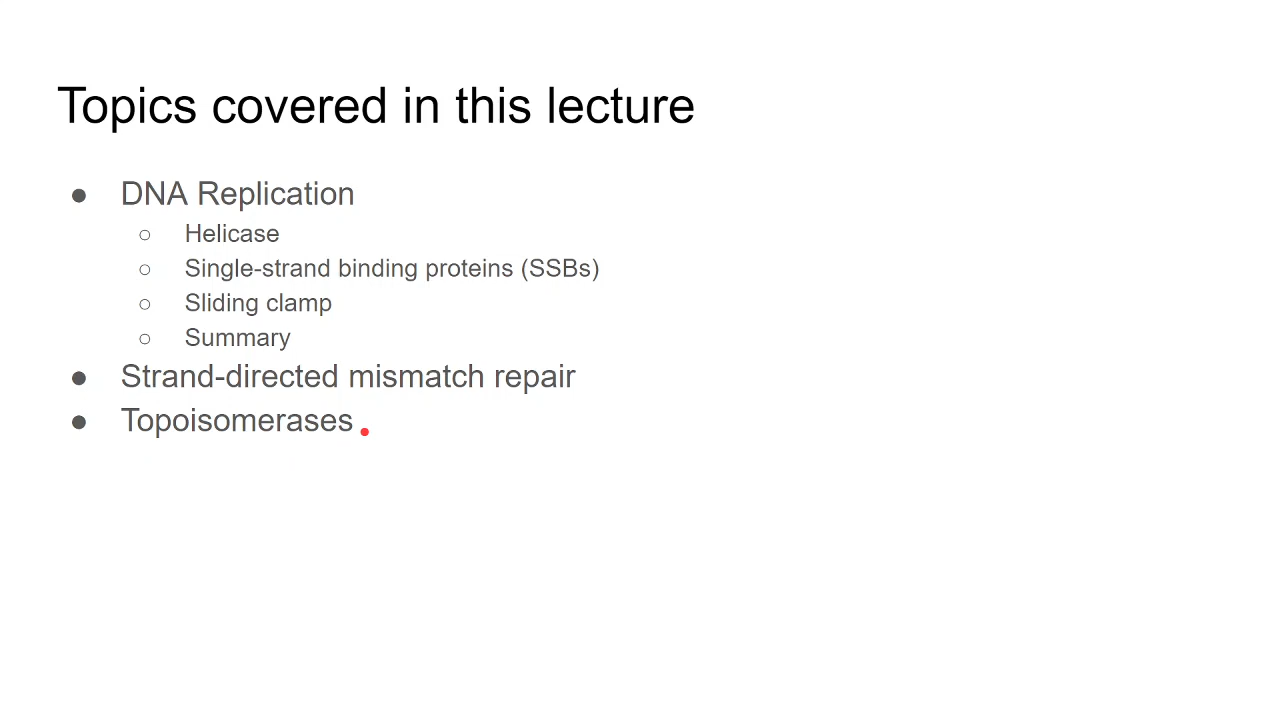 Topics covered in this lecture
● DNA Replication
○ Helicase
○ Single-strand binding proteins (SSBs)
○ Sliding clamp
○ Summary
● Strand-directed mismatch repair
● Topoisomerases